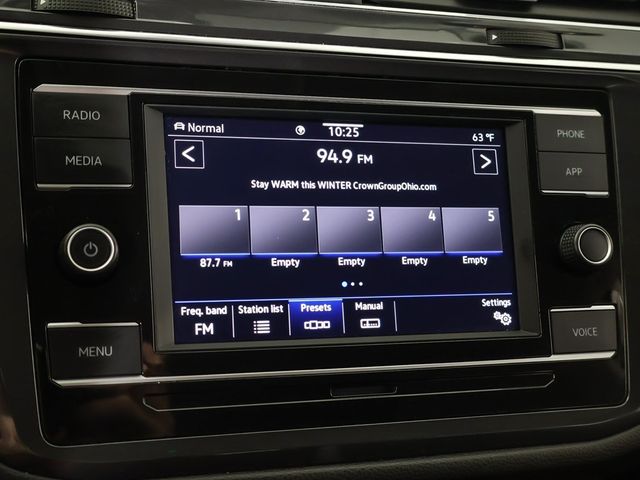 RADIO
MEDIA
MENU
Normal
10:25
63 °F
94.9 FM
Stay WARM this WINTER CrownGroupOhio.com
1 2 3 4 5
87.7 FM Empty Empty Empty Empty
Freq. band Station list Presets Manual Settings
FM
PHONE
APP
VOICE